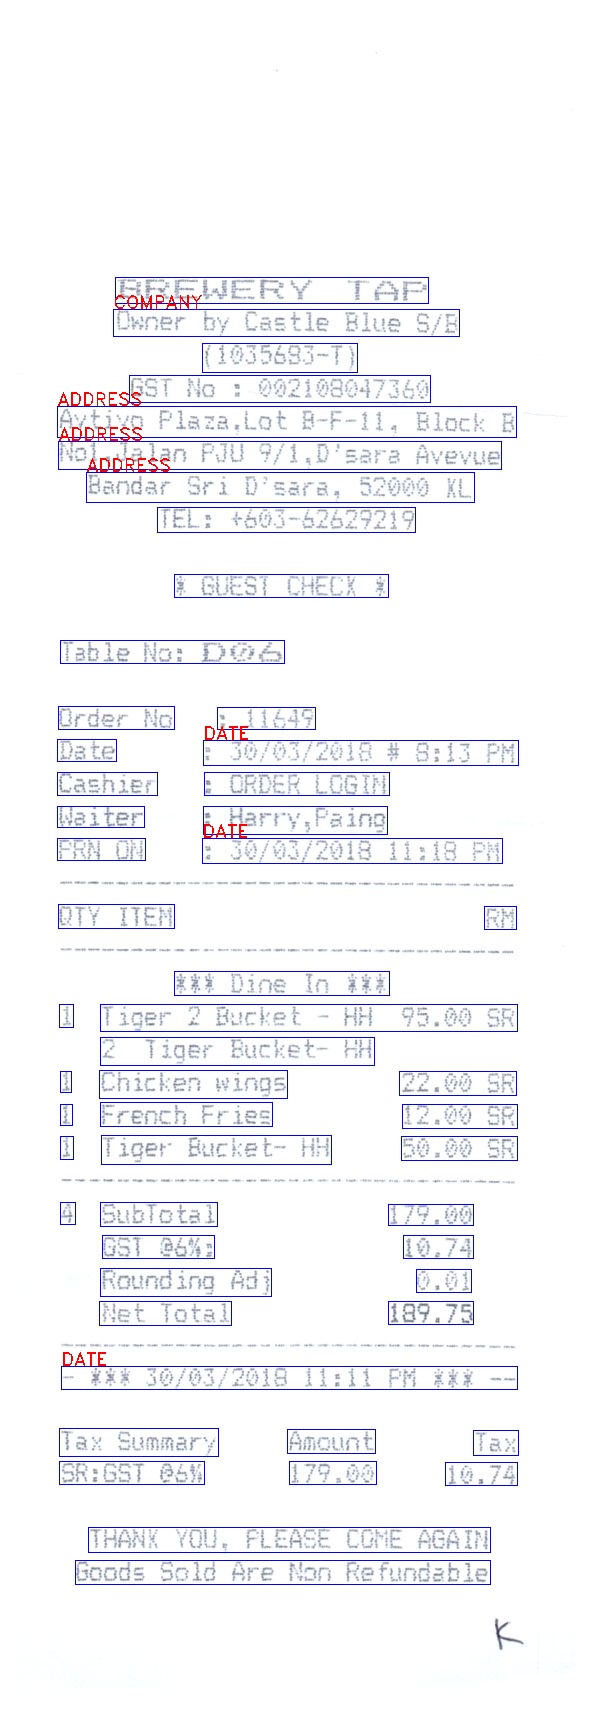 BREWERY TAP
COMPANY
Owner by Castle Blue S/B
(1035683-T)
GST No : 002108047360
ADDRESS
Avtivo Plaza,Lot B-F-11, Block B
ADDRESS
No1,Jalan PJU 9/1,D'sara Avevue
ADDRESS
Bandar Sri D'sara, 52000 KL
TEL: +603-62629219
* GUEST CHECK *
Table No: D06
Order No : 11649
DATE
Date : 30/03/2018 # 8:13 PM
Cashier : ORDER LOGIN
Waiter : Harry,Paing
DATE
PRN ON : 30/03/2018 11:18 PM
QTY ITEM RM
*** Dine In ***
1 Tiger 2 Bucket - HH 95.00 SR
2 Tiger Bucket- HH
1 Chicken wings 22.00 SR
1 French Fries 12.00 SR
1 Tiger Bucket- HH 50.00 SR
4 SubTotal 179.00
GST @6%: 10.74
Rounding Adj 0.01
Net Total 189.75
DATE
- *** 30/03/2018 11:11 PM *** --
Tax Summary Amount Tax
SR:GST @6% 179.00 10.74
THANK YOU, PLEASE COME AGAIN
Goods Sold Are Non Refundable
K